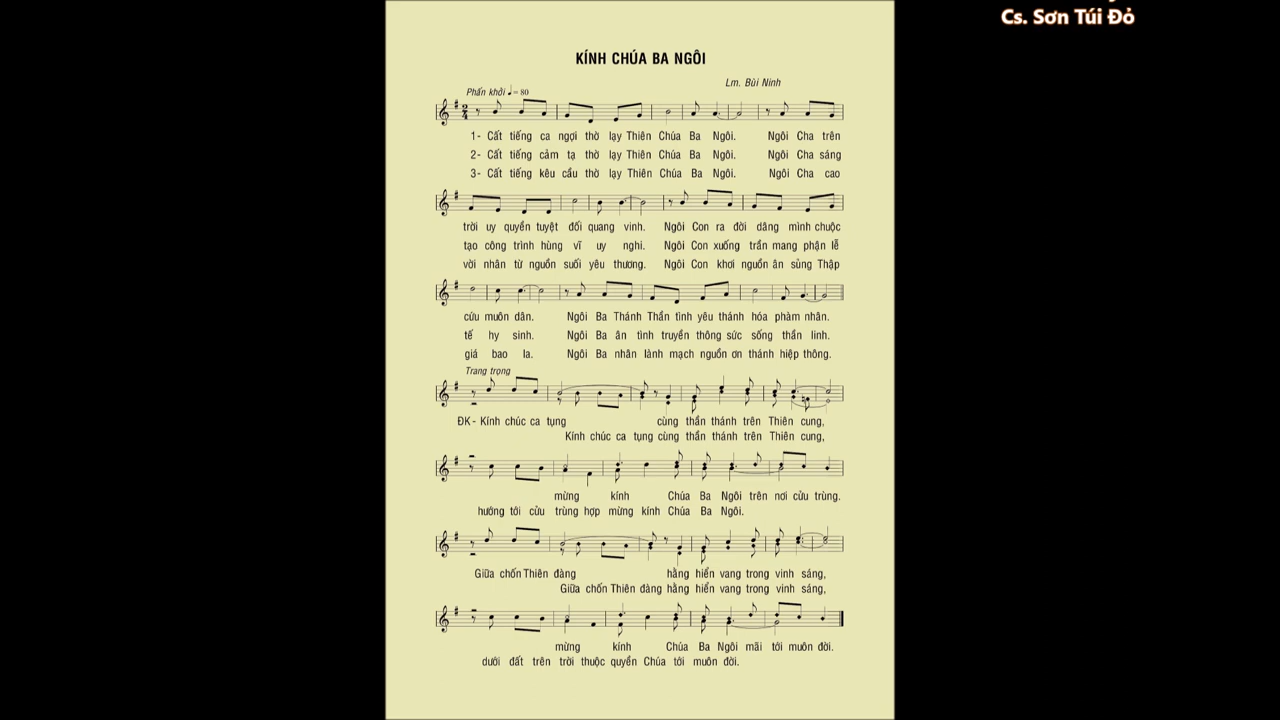 Cs. Sơn Túi Đỏ
KÍNH CHÚA BA NGÔI
Lm. Bùi Ninh
Phấn khởi ♩= 80
1- Cất tiếng ca ngợi thờ lạy Thiên Chúa Ba Ngôi. Ngôi Cha trên
2- Cất tiếng cảm tạ thờ lạy Thiên Chúa Ba Ngôi. Ngôi Cha sáng
3- Cất tiếng kêu cầu thờ lạy Thiên Chúa Ba Ngôi. Ngôi Cha cao
trời uy quyền tuyệt đối quang vinh. Ngôi Con ra đời dâng mình chuộc
tạo công trình hùng vĩ uy nghi. Ngôi Con xuống trần mang phận lễ
vời nhân từ nguồn suối yêu thương. Ngôi Con khơi nguồn ân sủng Thập
cứu muôn dân. Ngôi Ba Thánh Thần tình yêu thánh hóa phàm nhân.
tế hy sinh. Ngôi Ba ân tình truyền thông sức sống thần linh.
giá bao la. Ngôi Ba nhân lành mạch nguồn ơn thánh hiệp thông.
Trang trọng
ĐK- Kính chúc ca tụng cùng thần thánh trên Thiên cung,
Kính chúc ca tụng cùng thần thánh trên Thiên cung,
mừng kính Chúa Ba Ngôi trên nơi cửu trùng.
hướng tới cửu trùng hợp mừng kính Chúa Ba Ngôi.
Giữa chốn Thiên đàng hằng hiển vang trong vinh sáng,
Giữa chốn Thiên đàng hằng hiển vang trong vinh sáng,
mừng kính Chúa Ba Ngôi mãi tới muôn đời.
dưới đất trên trời thuộc quyền Chúa tới muôn đời.